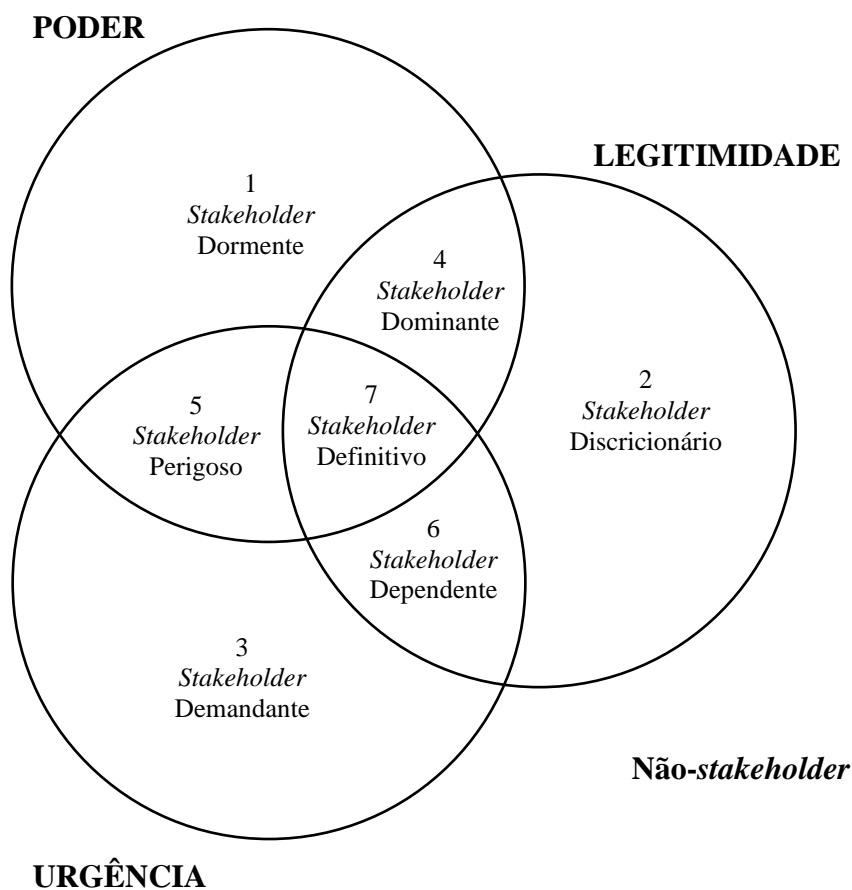 PODER
LEGITIMIDADE
1
Stakeholder
Dormente
4
Stakeholder
Dominante
5
Stakeholder
Perigoso
7
Stakeholder
Definitivo
2
Stakeholder
Discricionário
6
Stakeholder
Dependente
3
Stakeholder
Demandante
Não-stakeholder
URGÊNCIA